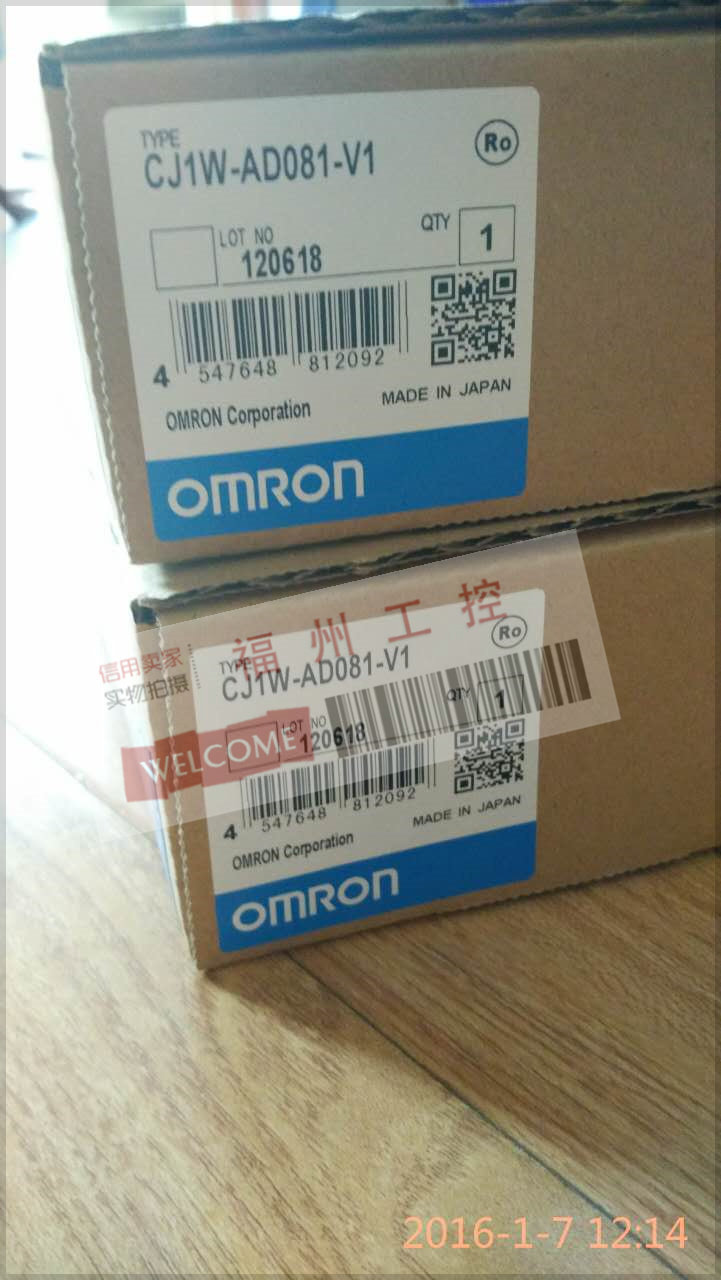 TYPE
CJ1W-AD081-V1
Ro
LOT NO
120618
QTY
1
4 547648 812092
OMRON Corporation
MADE IN JAPAN
OMRON
福州工控
信用卖家
实物拍摄
WELCOME
TYPE
CJ1W-AD081-V1
Ro
LOT NO
120618
QTY
1
4 547648 812092
OMRON Corporation
MADE IN JAPAN
OMRON
2016-1-7 12:14